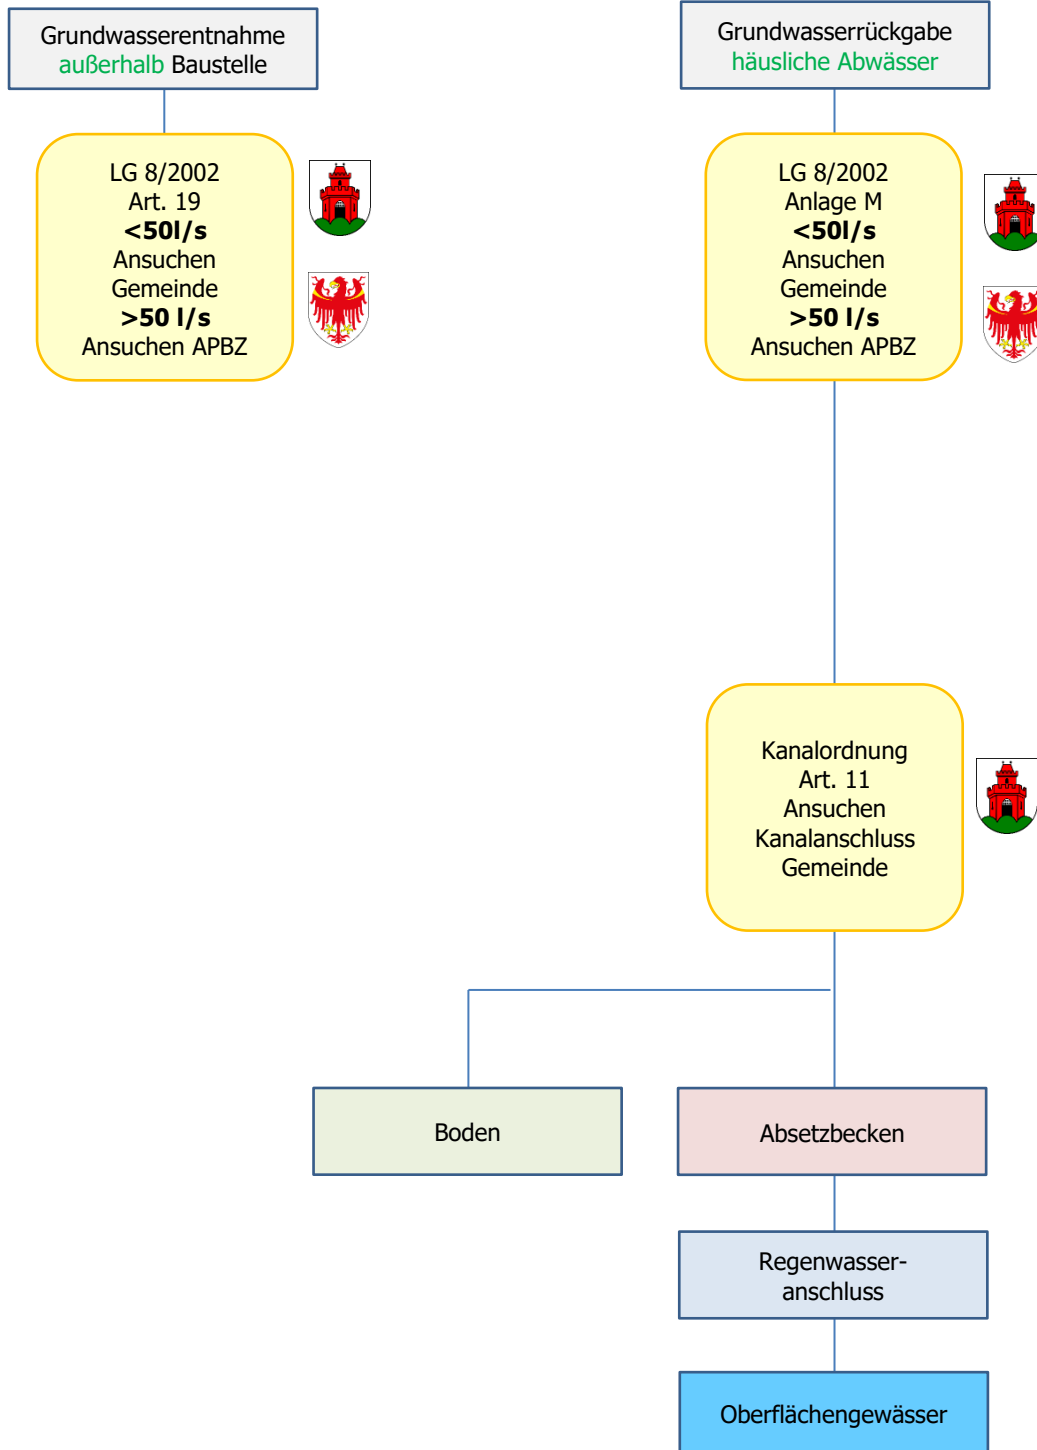 Grundwasserentnahme
außerhalb Baustelle
LG 8/2002
Art. 19
<50l/s
Ansuchen
Gemeinde
>50 l/s
Ansuchen APBZ
Grundwasserrückgabe
häusliche Abwässer
LG 8/2002
Anlage M
<50l/s
Ansuchen
Gemeinde
>50 l/s
Ansuchen APBZ
Kanalordnung
Art. 11
Ansuchen
Kanalanschluss
Gemeinde
Boden
Absetzbecken
Regenwasser-
anschluss
Oberflächengewässer